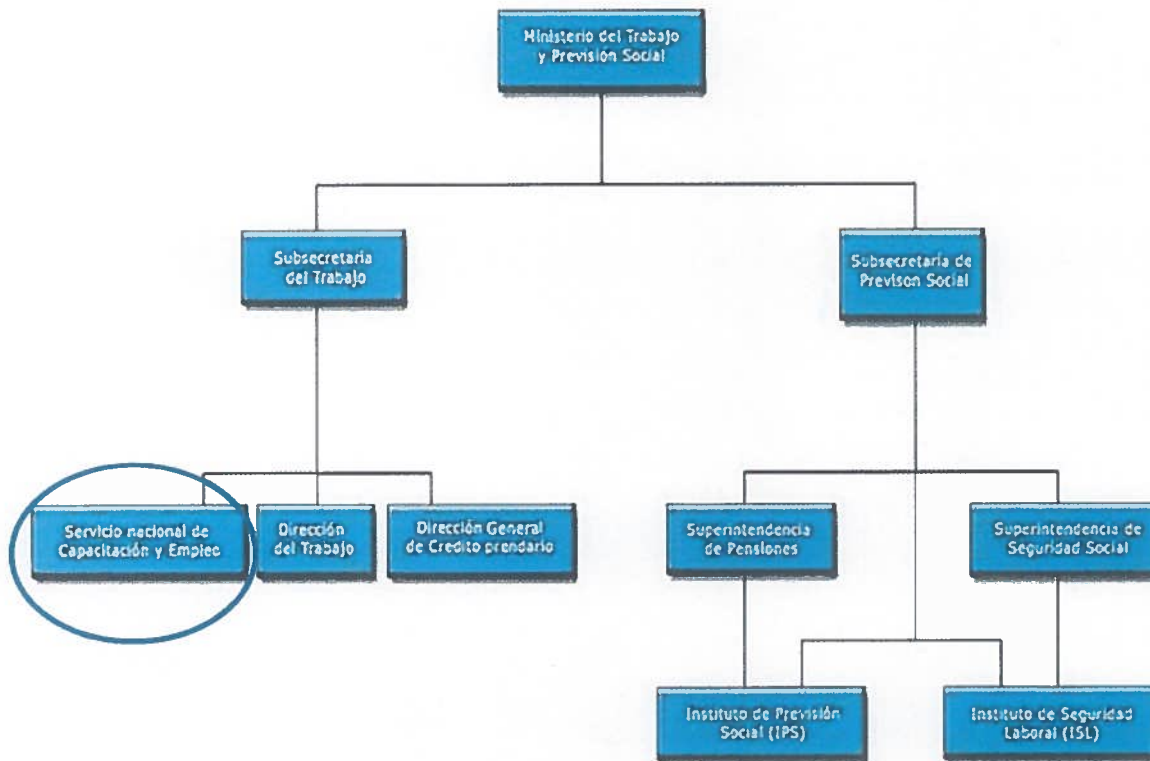 Ministerio del Trabajo
y Previsión Social
Subsecretaria
del Trabajo
Subsecretaría de
Previson Social
Servicio nacional de
Capacitación y Empleo
Dirección
del Trabajo
Dirección General
de Credito prendario
Superintendencia
de Pensiones
Superintendencia de
Seguridad Social
Instituto de Previsión
Social (IPS)
Instituto de Seguridad
Laboral (ISL)